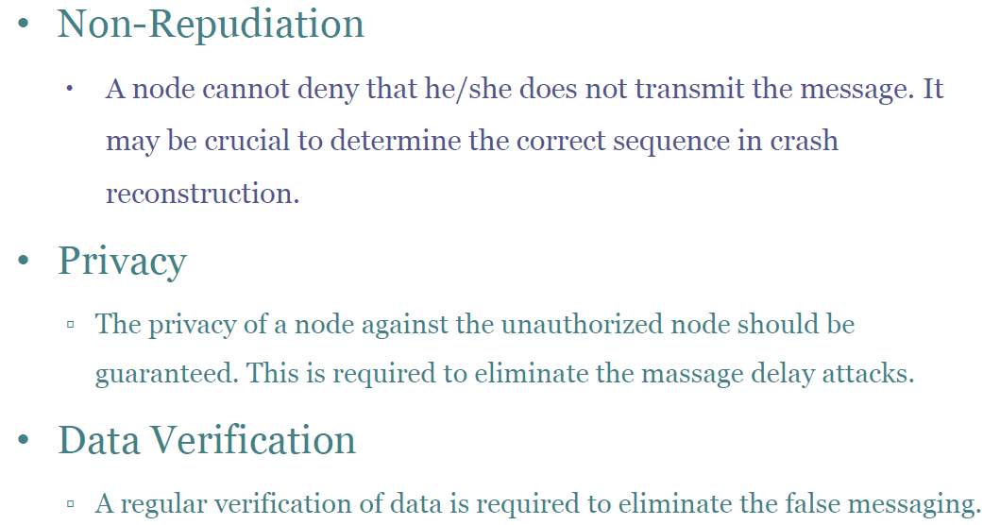 • Non-Repudiation
• A node cannot deny that he/she does not transmit the message. It
may be crucial to determine the correct sequence in crash
reconstruction.
• Privacy
▫ The privacy of a node against the unauthorized node should be
guaranteed. This is required to eliminate the massage delay attacks.
• Data Verification
▫ A regular verification of data is required to eliminate the false messaging.